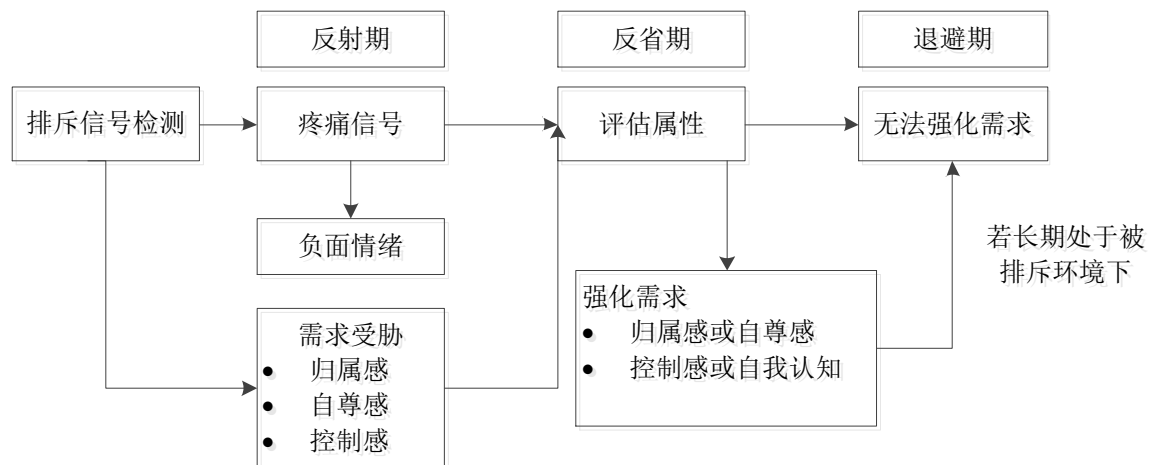 反射期
反省期
退避期
排斥信号检测
疼痛信号
评估属性
无法强化需求
负面情绪
需求受胁
• 归属感
• 自尊感
• 控制感
强化需求
• 归属感或自尊感
• 控制感或自我认知
若长期处于被
排斥环境下